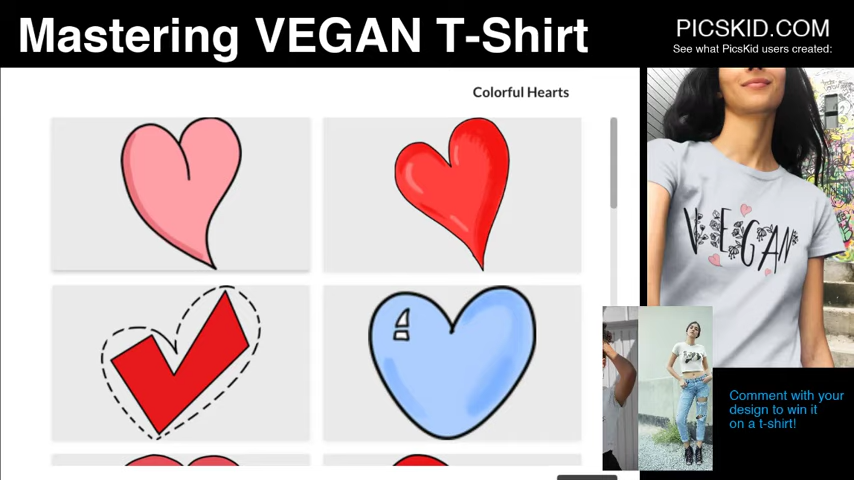 Mastering VEGAN T-Shirt
PICSKID.COM
See what PicsKid users created:
Colorful Hearts
VEGAN
Comment with your
design to win it
on a t-shirt!